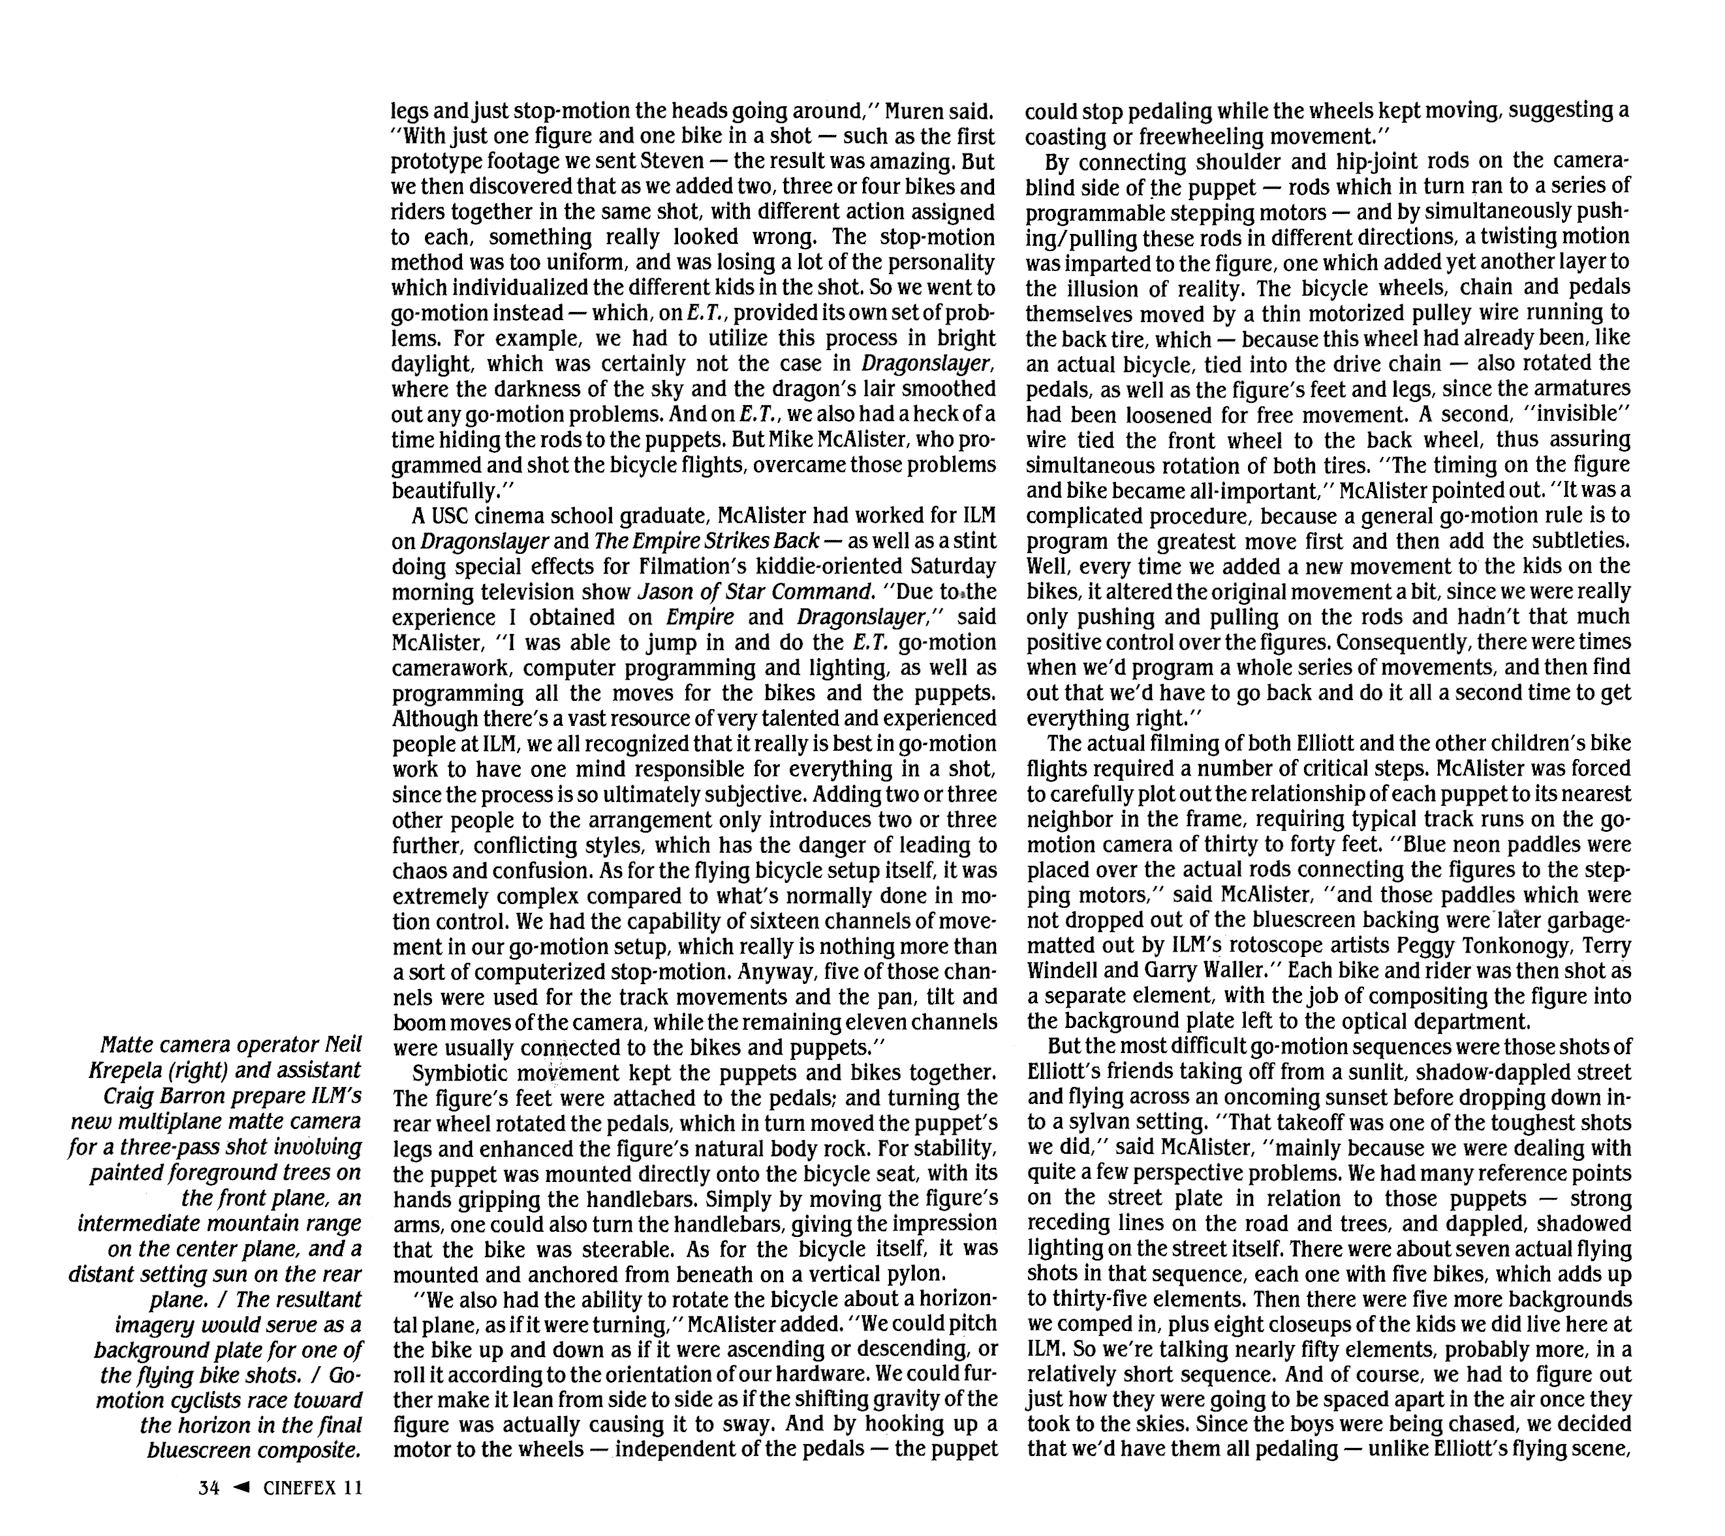 legs and just stop-motion the heads going around,'' Muren said.
''With just one figure and one bike in a shot — such as the first
prototype footage we sent Steven — the result was amazing. But
we then discovered that as we added two, three or four bikes and
riders together in the same shot, with different action assigned
to each, something really looked wrong. The stop-motion
method was too uniform, and was losing a lot of the personality
which individualized the different kids in the shot. So we went to
go-motion instead — which, on E.T., provided its own set of prob-
lems. For example, we had to utilize this process in bright
daylight, which was certainly not the case in Dragonslayer,
where the darkness of the sky and the dragon's lair smoothed
out any go-motion problems. And on E.T., we also had a heck of a
time hiding the rods to the puppets. But Mike McAlister, who pro-
grammed and shot the bicycle flights, overcame those problems
beautifully.''
A USC cinema school graduate, McAlister had worked for ILM
on Dragonslayer and The Empire Strikes Back — as well as a stint
doing special effects for Filmation's kiddie-oriented Saturday
morning television show Jason of Star Command. ''Due to the
experience I obtained on Empire and Dragonslayer,'' said
McAlister, ''I was able to jump in and do the E.T. go-motion
camerawork, computer programming and lighting, as well as
programming all the moves for the bikes and the puppets.
Although there's a vast resource of very talented and experienced
people at ILM, we all recognized that it really is best in go-motion
work to have one mind responsible for everything in a shot,
since the process is so ultimately subjective. Adding two or three
other people to the arrangement only introduces two or three
further, conflicting styles, which has the danger of leading to
chaos and confusion. As for the flying bicycle setup itself, it was
extremely complex compared to what's normally done in mo-
tion control. We had the capability of sixteen channels of move-
ment in our go-motion setup, which really is nothing more than
a sort of computerized stop-motion. Anyway, five of those chan-
nels were used for the track movements and the pan, tilt and
boom moves of the camera, while the remaining eleven channels
were usually connected to the bikes and puppets.''
Symbiotic movement kept the puppets and bikes together.
The figure's feet were attached to the pedals; and turning the
rear wheel rotated the pedals, which in turn moved the puppet's
legs and enhanced the figure's natural body rock. For stability,
the puppet was mounted directly onto the bicycle seat, with its
hands gripping the handlebars. Simply by moving the figure's
arms, one could also turn the handlebars, giving the impression
that the bike was steerable. As for the bicycle itself, it was
mounted and anchored from beneath on a vertical pylon.
''We also had the ability to rotate the bicycle about a horizon-
tal plane, as if it were turning,'' McAlister added. ''We could pitch
the bike up and down as if it were ascending or descending, or
roll it according to the orientation of our hardware. We could fur-
ther make it lean from side to side as if the shifting gravity of the
figure was actually causing it to sway. And by hooking up a
motor to the wheels — independent of the pedals — the puppet
could stop pedaling while the wheels kept moving, suggesting a
coasting or freewheeling movement.''
By connecting shoulder and hip-joint rods on the camera-
blind side of the puppet — rods which in turn ran to a series of
programmable stepping motors — and by simultaneously push-
ing/pulling these rods in different directions, a twisting motion
was imparted to the figure, one which added yet another layer to
the illusion of reality. The bicycle wheels, chain and pedals
themselves moved by a thin motorized pulley wire running to
the back tire, which — because this wheel had already been, like
an actual bicycle, tied into the drive chain — also rotated the
pedals, as well as the figure's feet and legs, since the armatures
had been loosened for free movement. A second, ''invisible''
wire tied the front wheel to the back wheel, thus assuring
simultaneous rotation of both tires. ''The timing on the figure
and bike became all-important,'' McAlister pointed out. ''It was a
complicated procedure, because a general go-motion rule is to
program the greatest move first and then add the subtleties.
Well, every time we added a new movement to the kids on the
bikes, it altered the original movement a bit, since we were really
only pushing and pulling on the rods and hadn't that much
positive control over the figures. Consequently, there were times
when we'd program a whole series of movements, and then find
out that we'd have to go back and do it all a second time to get
everything right.''
The actual filming of both Elliott and the other children's bike
flights required a number of critical steps. McAlister was forced
to carefully plot out the relationship of each puppet to its nearest
neighbor in the frame, requiring typical track runs on the go-
motion camera of thirty to forty feet. ''Blue neon paddles were
placed over the actual rods connecting the figures to the step-
ping motors,'' said McAlister, ''and those paddles which were
not dropped out of the bluescreen backing were later garbage-
matted out by ILM's rotoscope artists Peggy Tonkonogy, Terry
Windell and Garry Waller.'' Each bike and rider was then shot as
a separate element, with the job of compositing the figure into
the background plate left to the optical department.
But the most difficult go-motion sequences were those shots of
Elliott's friends taking off from a sunlit, shadow-dappled street
and flying across an oncoming sunset before dropping down in-
to a sylvan setting. ''That takeoff was one of the toughest shots
we did,'' said McAlister, ''mainly because we were dealing with
quite a few perspective problems. We had many reference points
on the street plate in relation to those puppets — strong
receding lines on the road and trees, and dappled, shadowed
lighting on the street itself. There were about seven actual flying
shots in that sequence, each one with five bikes, which adds up
to thirty-five elements. Then there were five more backgrounds
we comped in, plus eight closeups of the kids we did live here at
ILM. So we're talking nearly fifty elements, probably more, in a
relatively short sequence. And of course, we had to figure out
just how they were going to be spaced apart in the air once they
took to the skies. Since the boys were being chased, we decided
that we'd have them all pedaling — unlike Elliott's flying scene,
Matte camera operator Neil
Krepela (right) and assistant
Craig Barron prepare ILM's
new multiplane matte camera
for a three-pass shot involving
painted foreground trees on
the front plane, an
intermediate mountain range
on the center plane, and a
distant setting sun on the rear
plane. / The resultant
imagery would serve as a
background plate for one of
the flying bike shots. / Go-
motion cyclists race toward
the horizon in the final
bluescreen composite.
34 ◄ CINEFEX 11